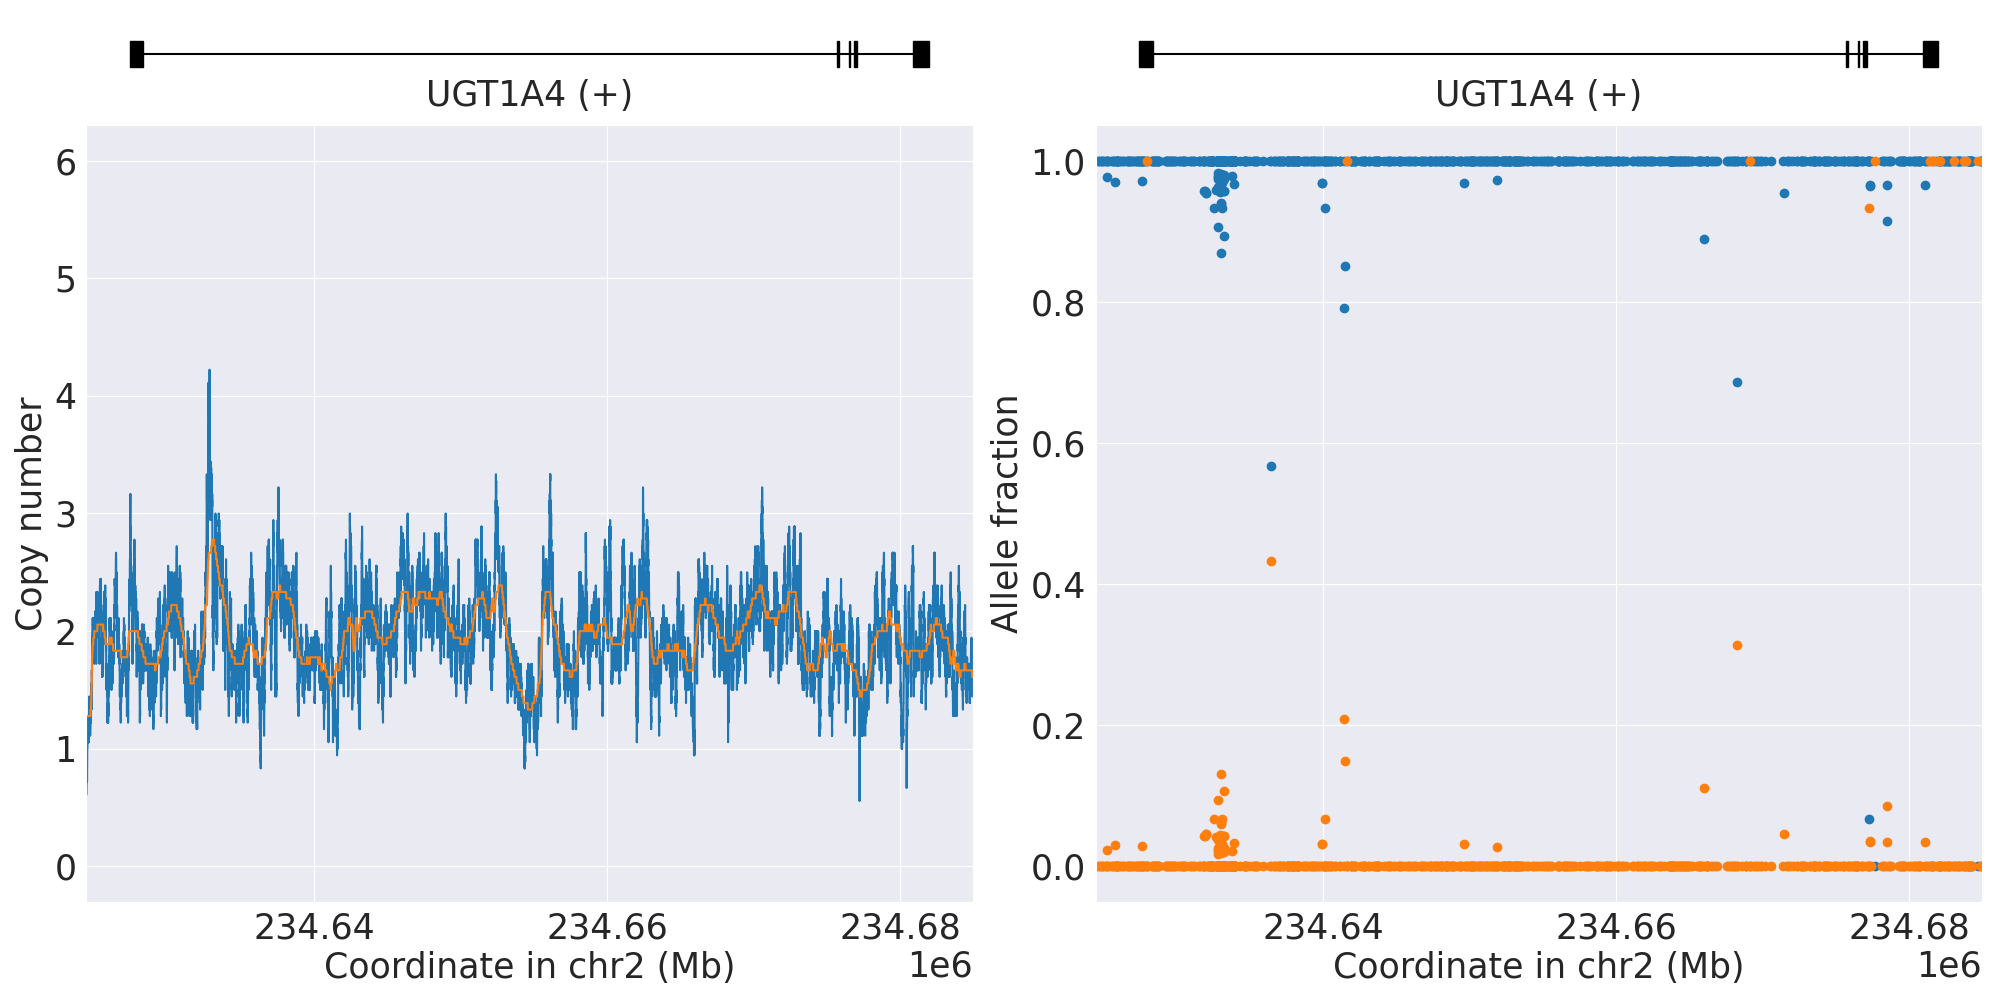 UGT1A4 (+)
6
5
4
3
2
1
0
Copy number
234.64 234.66 234.68
1e6
Coordinate in chr2 (Mb)
UGT1A4 (+)
1.0
0.8
0.6
0.4
0.2
0.0
Allele fraction
234.64 234.66 234.68
1e6
Coordinate in chr2 (Mb)